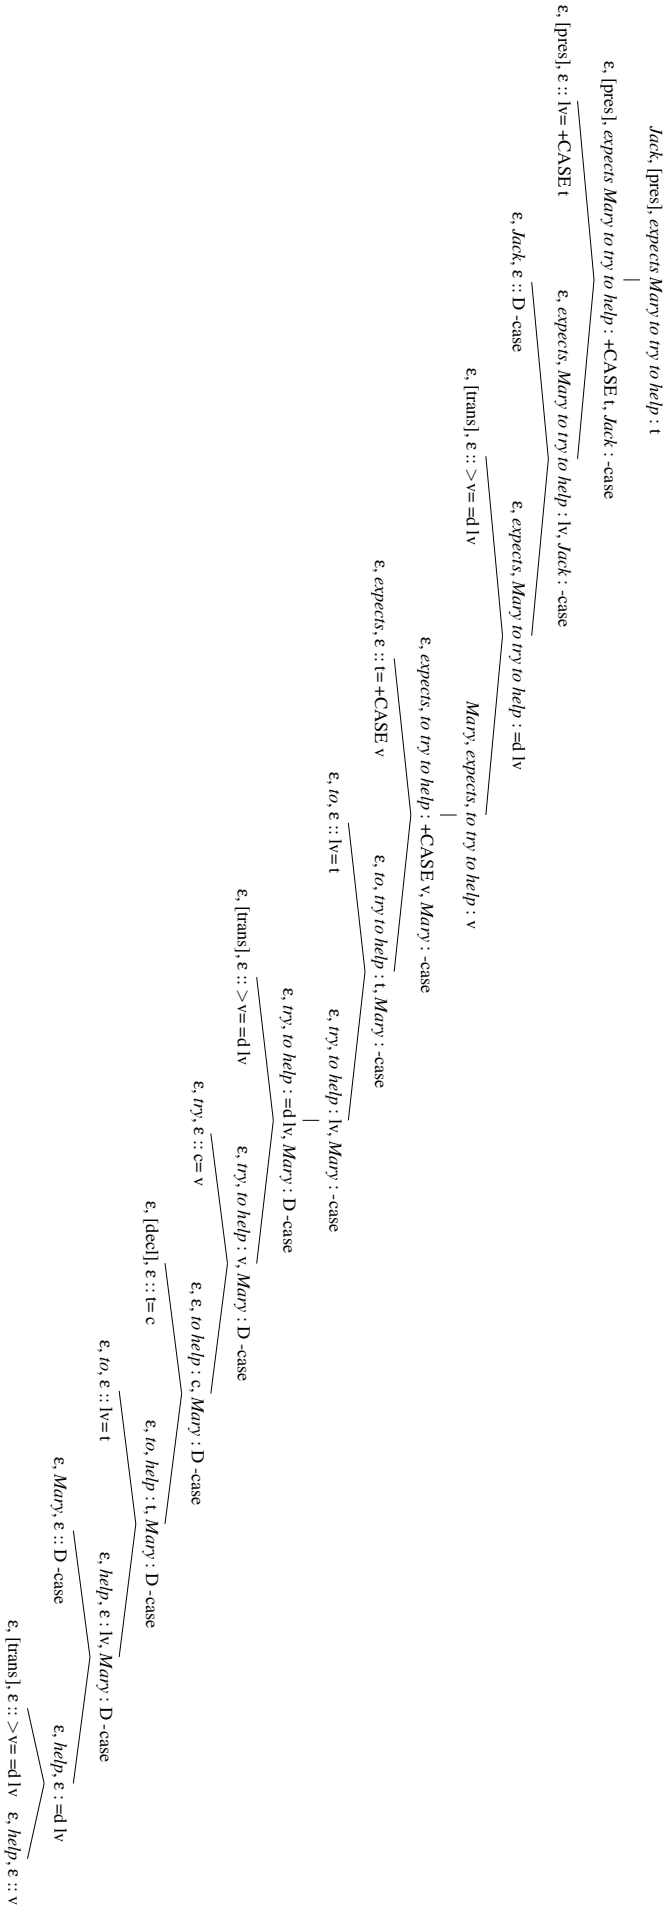 Jack, [pres], expects Mary to try to help : t
ε, [pres], expects Mary to try to help : +CASE t, Jack : -case
ε, [pres], ε :: lv= +CASE t
ε, expects, Mary to try to help : lv, Jack : -case
ε, Jack, ε :: D -case
ε, expects, Mary to try to help : =d lv
ε, [trans], ε :: >v= =d lv
Mary, expects, to try to help : v
ε, expects, to try to help : +CASE v, Mary : -case
ε, expects, ε :: t= +CASE v
ε, to, try to help : t, Mary : -case
ε, to, ε :: lv= t
ε, try, to help : lv, Mary : -case
ε, try, to help : =d lv, Mary : D -case
ε, [trans], ε :: >v= =d lv
ε, try, to help : v, Mary : D -case
ε, try, ε :: c= v
ε, ε, to help : c, Mary : D -case
ε, [decl], ε :: t= c
ε, to, help : t, Mary : D -case
ε, to, ε :: lv= t
ε, help, ε : lv, Mary : D -case
ε, Mary, ε :: D -case
ε, help, ε : =d lv
ε, [trans], ε :: >v= =d lv
ε, help, ε :: v